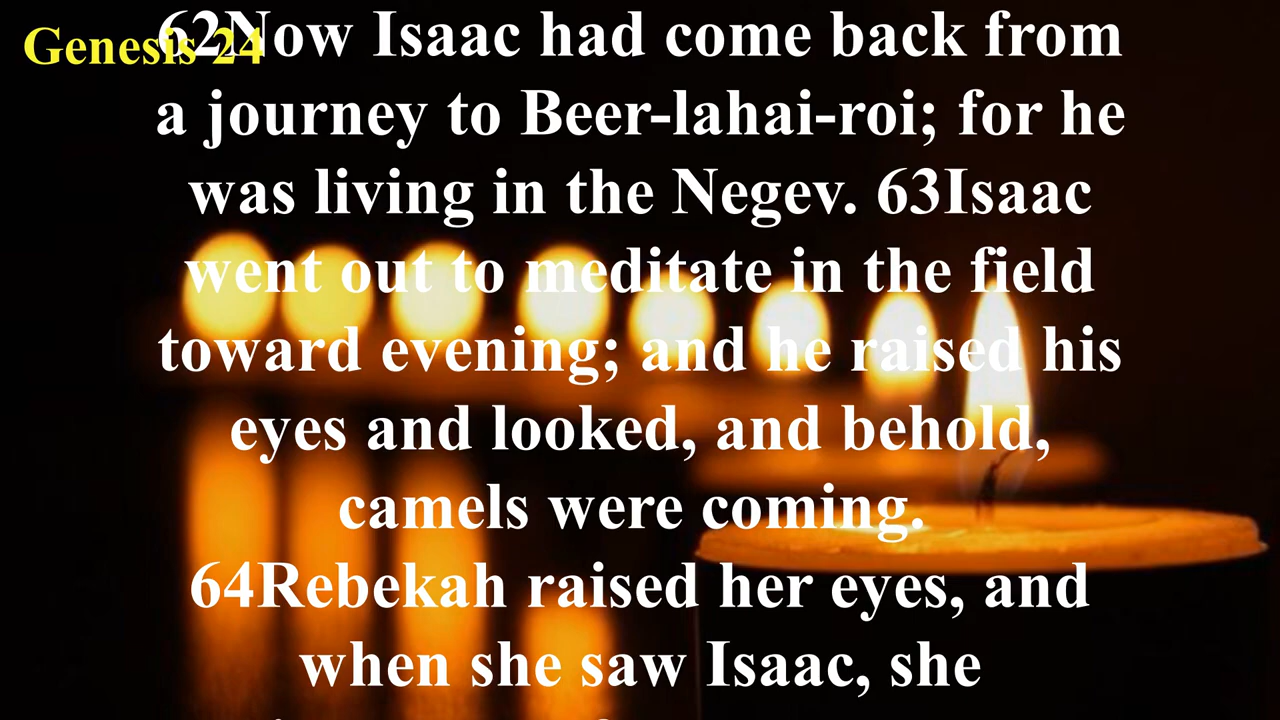 Genesis 24
62Now Isaac had come back from
a journey to Beer-lahai-roi; for he
was living in the Negev. 63Isaac
went out to meditate in the field
toward evening; and he raised his
eyes and looked, and behold,
camels were coming.
64Rebekah raised her eyes, and
when she saw Isaac, she